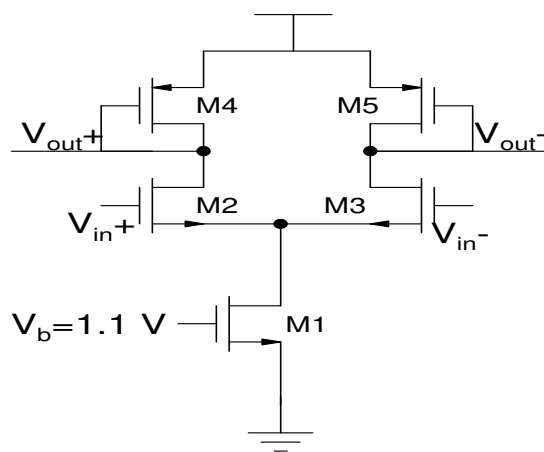 M4
M5
Vout+
Vout-
M2
M3
Vin+
Vin-
Vb=1.1 V
M1